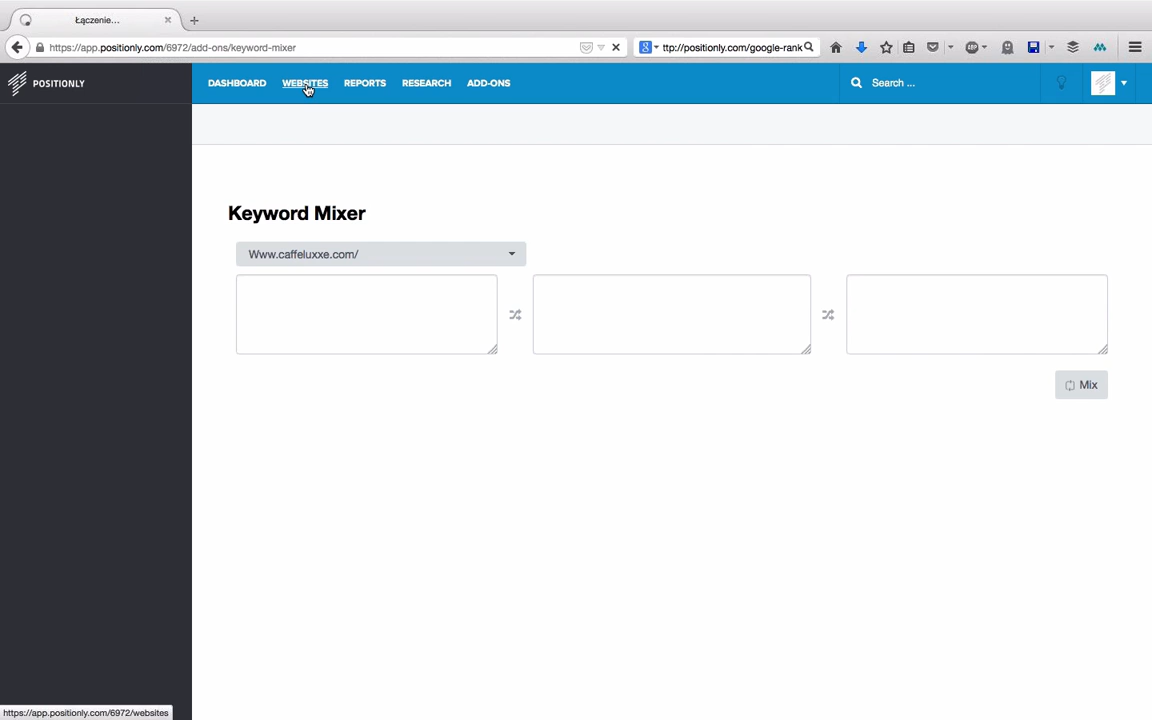 Łączenie...
https://app.positionly.com/6972/add-ons/keyword-mixer
ttp://positionly.com/google-rank
POSITIONLY
DASHBOARD WEBSITES REPORTS RESEARCH ADD-ONS
Search ...
Keyword Mixer
Www.caffeluxxe.com/
Mix
https://app.positionly.com/6972/websites